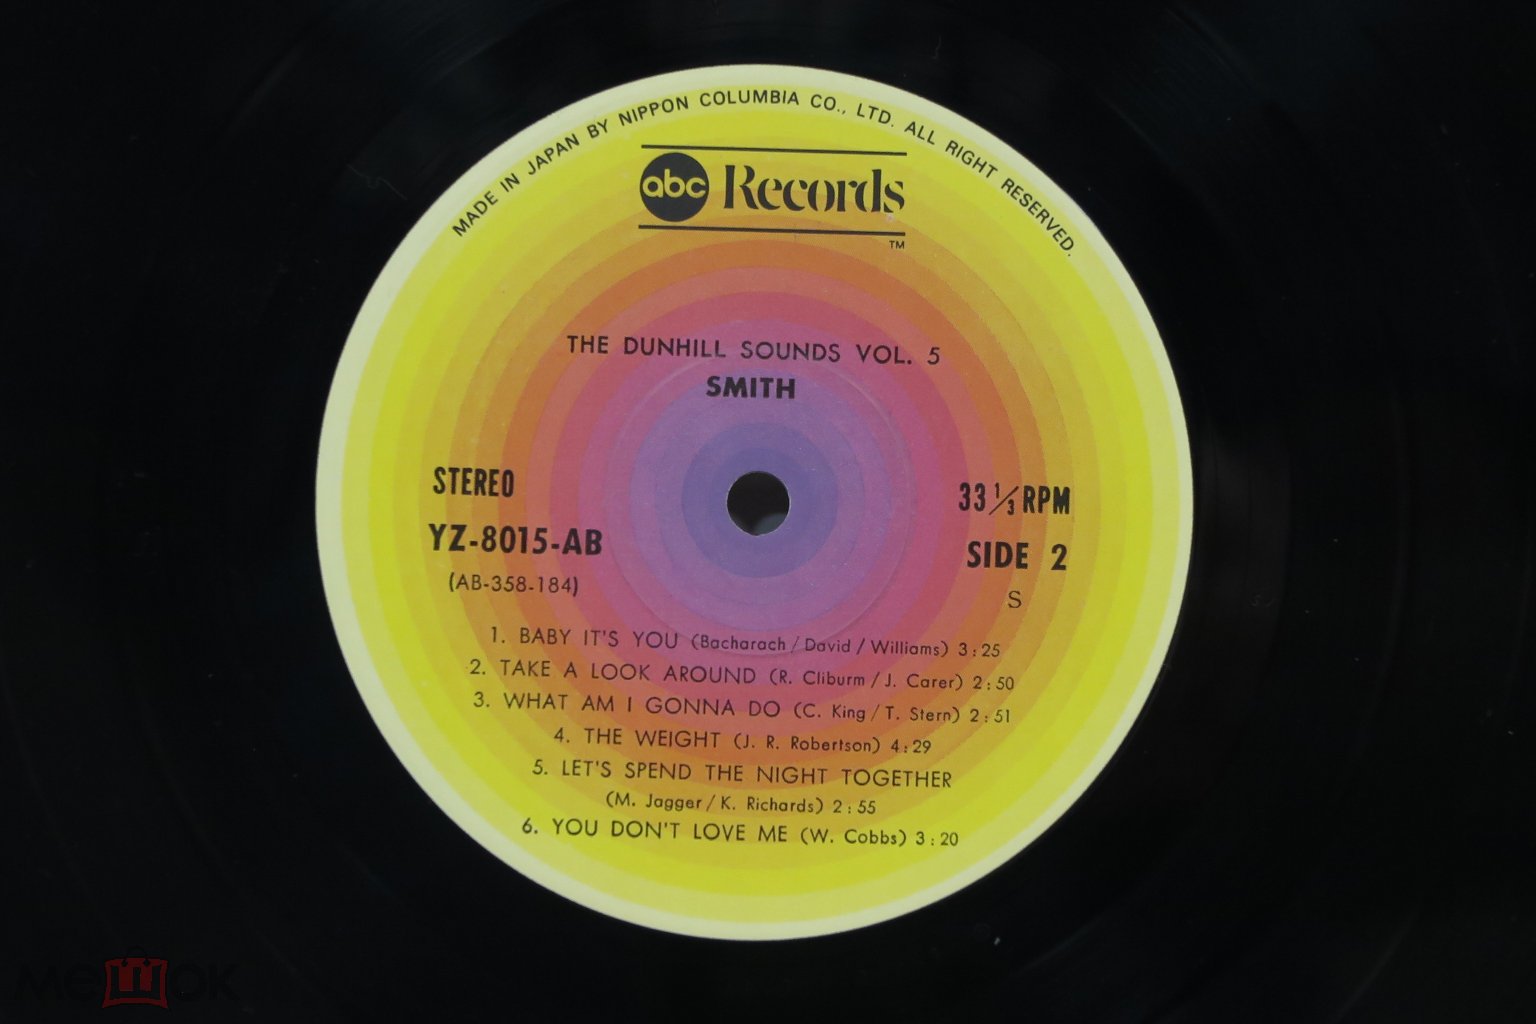 MADE IN JAPAN BY NIPPON COLUMBIA CO., LTD. ALL RIGHT RESERVED.
abc Records
TM
THE DUNHILL SOUNDS VOL. 5
SMITH
STEREO
33 1/3 RPM
YZ-8015-AB
SIDE 2
(AB-358-184)
S
1. BABY IT'S YOU (Bacharach / David / Williams) 3:25
2. TAKE A LOOK AROUND (R. Cliburm / J. Carer) 2:50
3. WHAT AM I GONNA DO (C. King / T. Stern) 2:51
4. THE WEIGHT (J. R. Robertson) 4:29
5. LET'S SPEND THE NIGHT TOGETHER
(M. Jagger / K. Richards) 2:55
6. YOU DON'T LOVE ME (W. Cobbs) 3:20
мешок